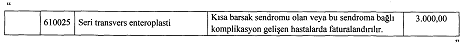 “
610025 Seri transvers enteroplasti Kısa barsak sendromu olan veya bu sendroma bağlı 3.000,00
komplikasyon gelişen hastalarda faturalandırılır.
”